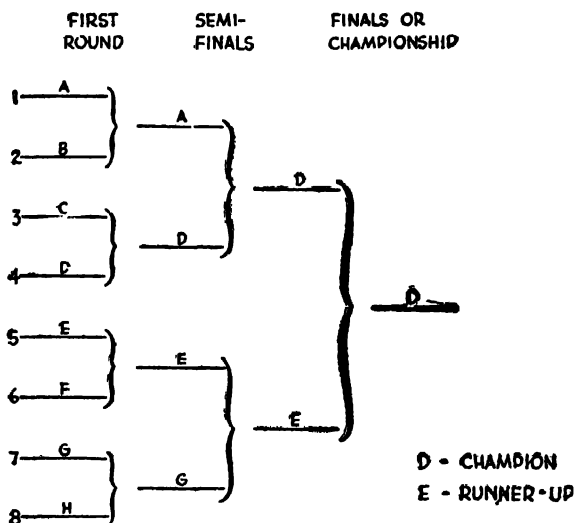 FIRST ROUND
SEMI-FINALS
FINALS OR CHAMPIONSHIP
1 A
2 B
3 C
4 D
5 E
6 F
7 G
8 H
A
D
E
G
D
E
D
D - CHAMPION
E - RUNNER-UP